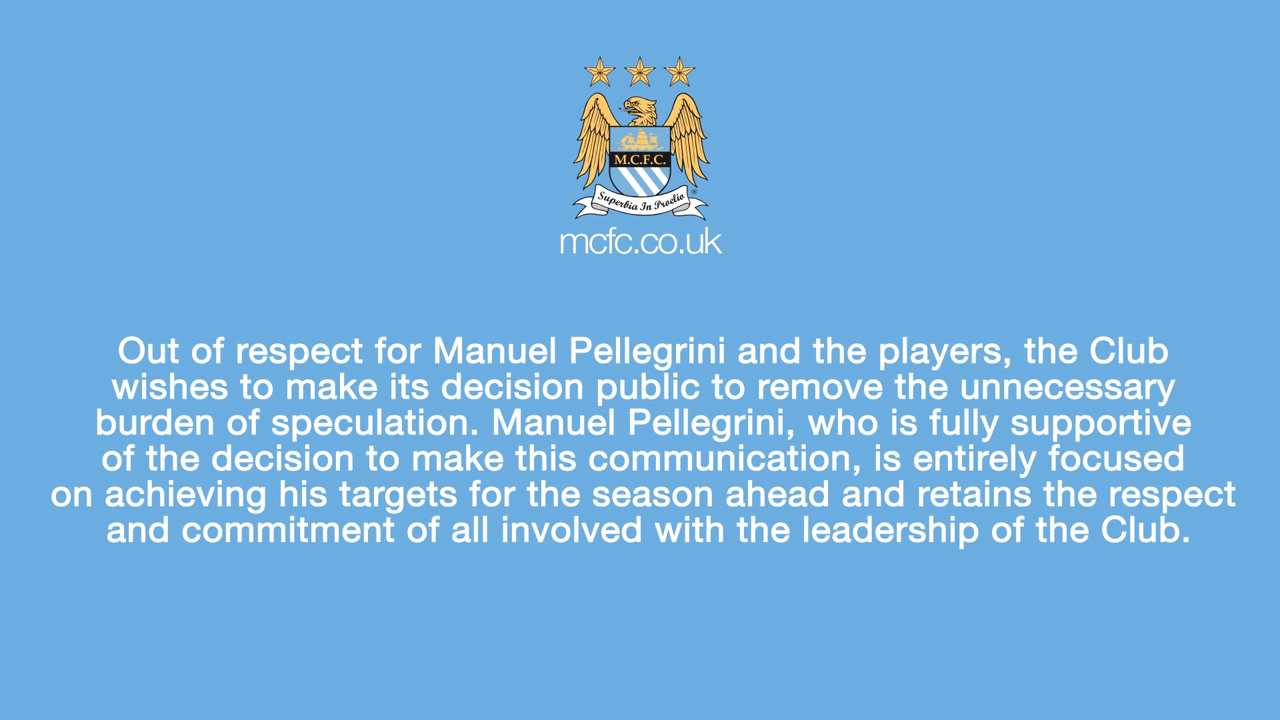 M.C.F.C.
Superbia In Proelio
mcfc.co.uk
Out of respect for Manuel Pellegrini and the players, the Club
wishes to make its decision public to remove the unnecessary
burden of speculation. Manuel Pellegrini, who is fully supportive
of the decision to make this communication, is entirely focused
on achieving his targets for the season ahead and retains the respect
and commitment of all involved with the leadership of the Club.